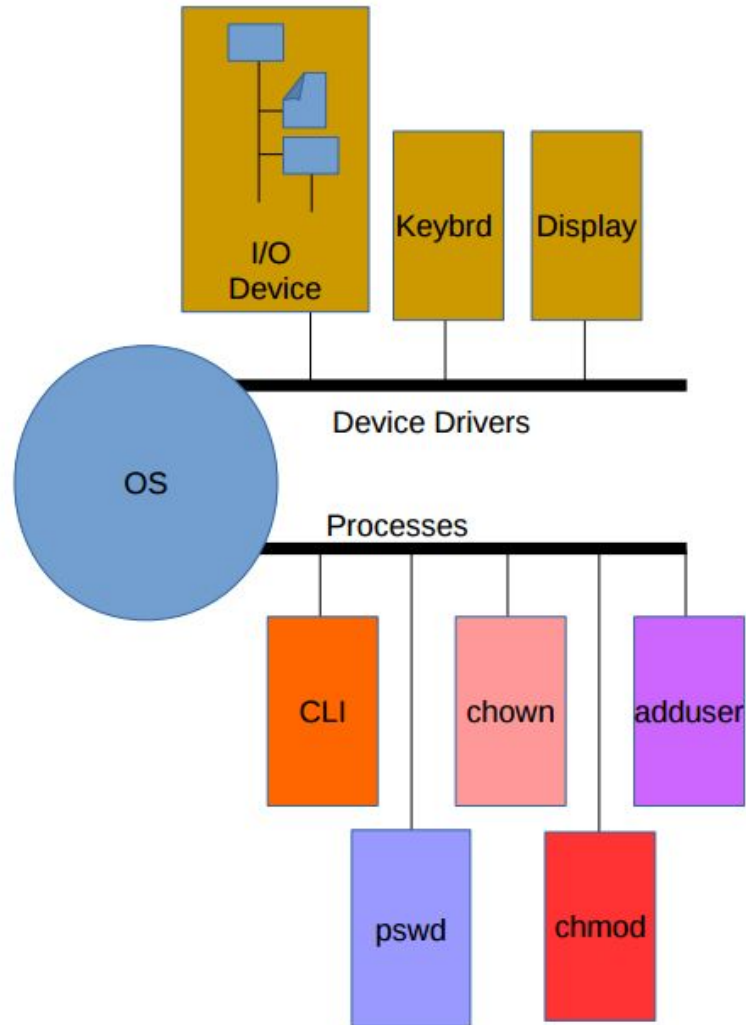 I/O
Device
Keybrd
Display
Device Drivers
OS
Processes
CLI
chown
adduser
pswd
chmod